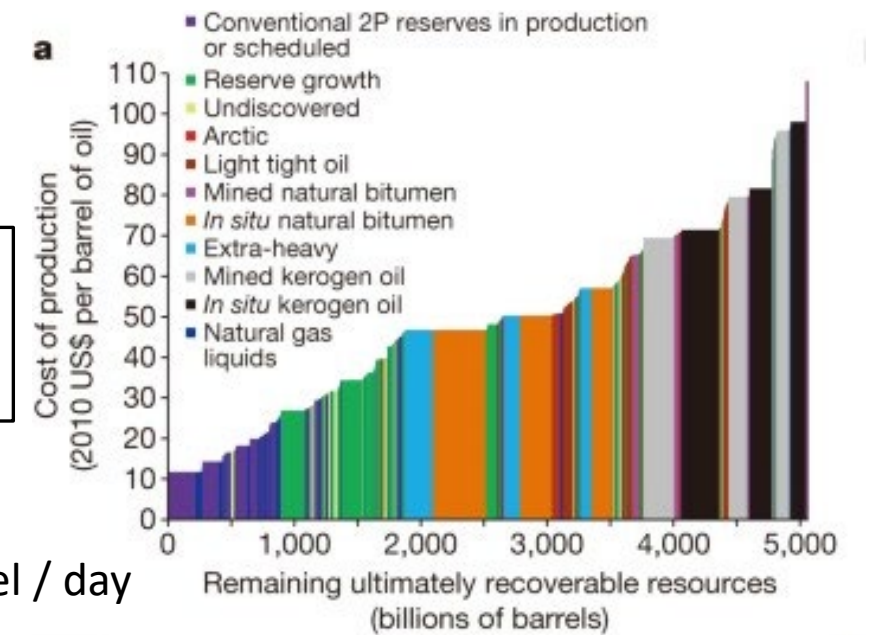 a
Conventional 2P reserves in production
or scheduled
Reserve growth
Undiscovered
Arctic
Light tight oil
Mined natural bitumen
In situ natural bitumen
Extra-heavy
Mined kerogen oil
In situ kerogen oil
Natural gas
liquids
Cost of production
(2010 US$ per barrel of oil)
110
100
90
80
70
60
50
40
30
20
10
0
0 1,000 2,000 3,000 4,000 5,000
Remaining ultimately recoverable resources
(billions of barrels)
/ day